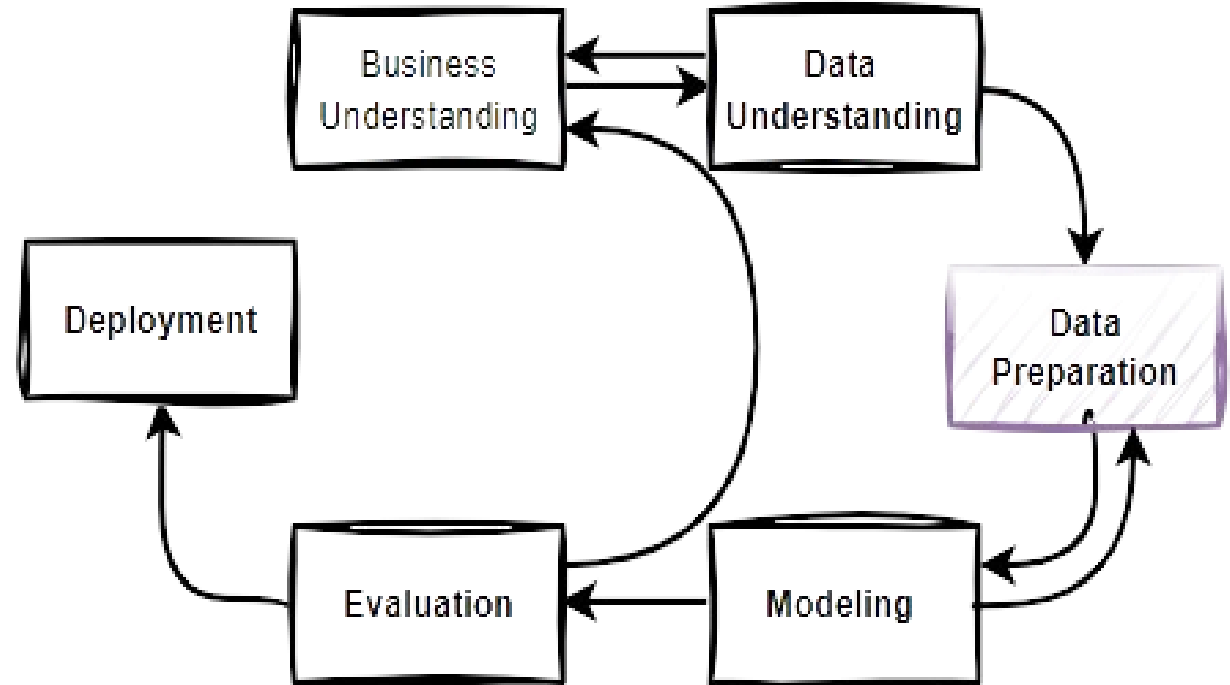 Business
Understanding
Data
Understanding
Deployment
Data
Preparation
Evaluation
Modeling